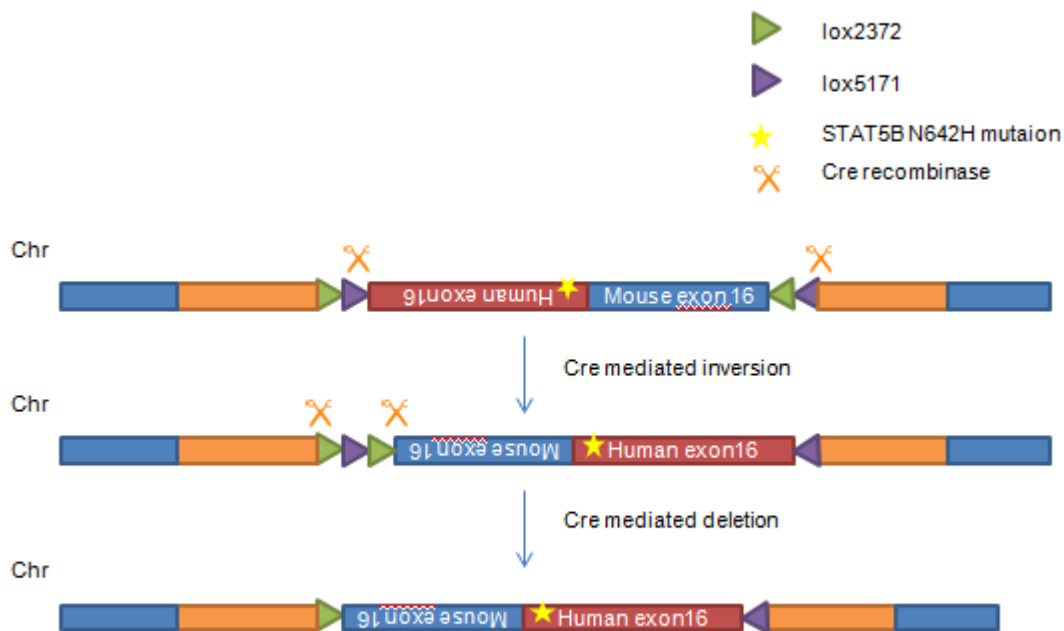 lox2372
lox5171
STAT5B N642H mutaion
Cre recombinase
Chr
Human exon16 Mouse exon16
Cre mediated inversion
Chr
Mouse exon16 Human exon16
Cre mediated deletion
Chr
Mouse exon16 Human exon16